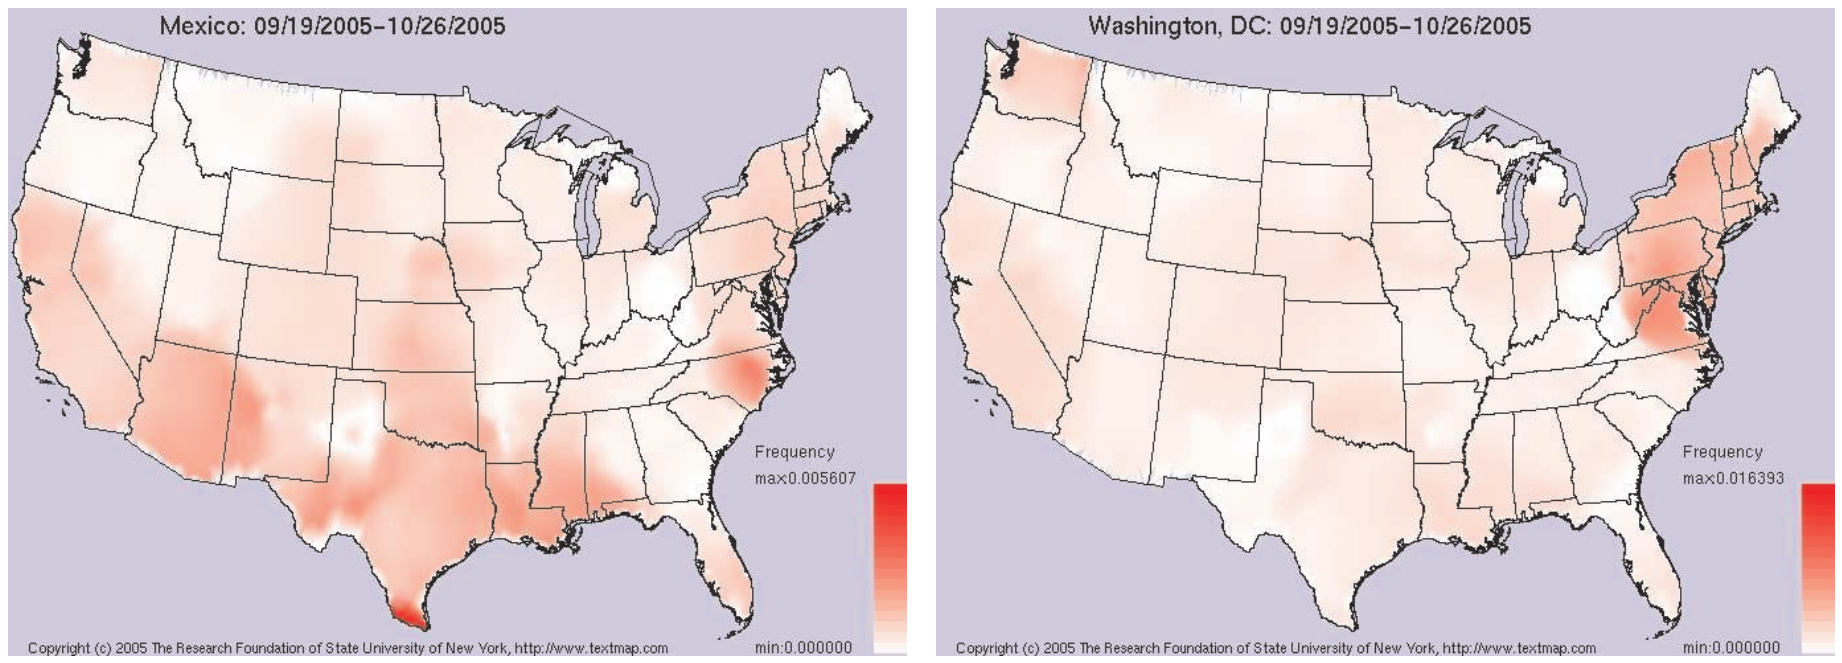 Mexico: 09/19/2005-10/26/2005
Frequency
max:0.005607
min:0.000000
Copyright (c) 2005 The Research Foundation of State University of New York, http://www.textmap.com
Washington, DC: 09/19/2005-10/26/2005
Frequency
max:0.016393
min:0.000000
Copyright (c) 2005 The Research Foundation of State University of New York, http://www.textmap.com